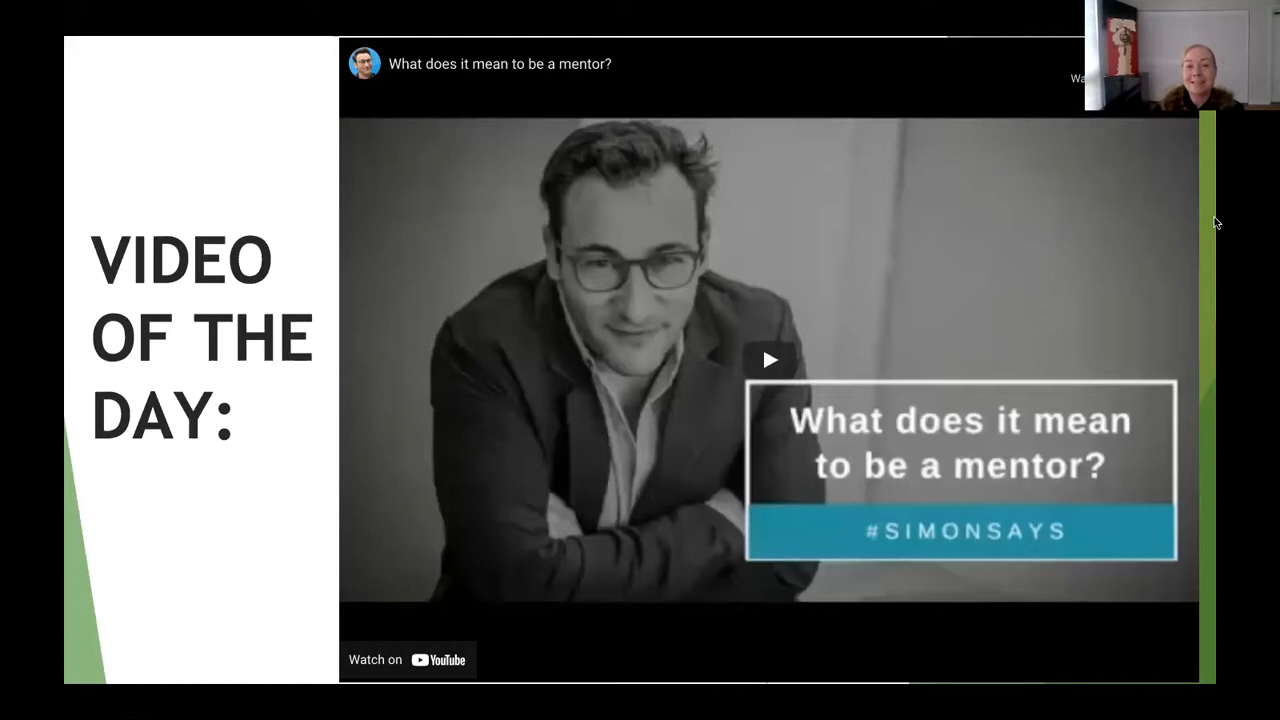 VIDEO
OF THE
DAY:
What does it mean to be a mentor?
Wa
What does it mean
to be a mentor?
#SIMONSAYS
Watch on YouTube